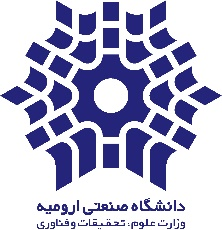 دانشگاه صنعتی ارومیه
وزارت علوم، تحقیقات و فناوری